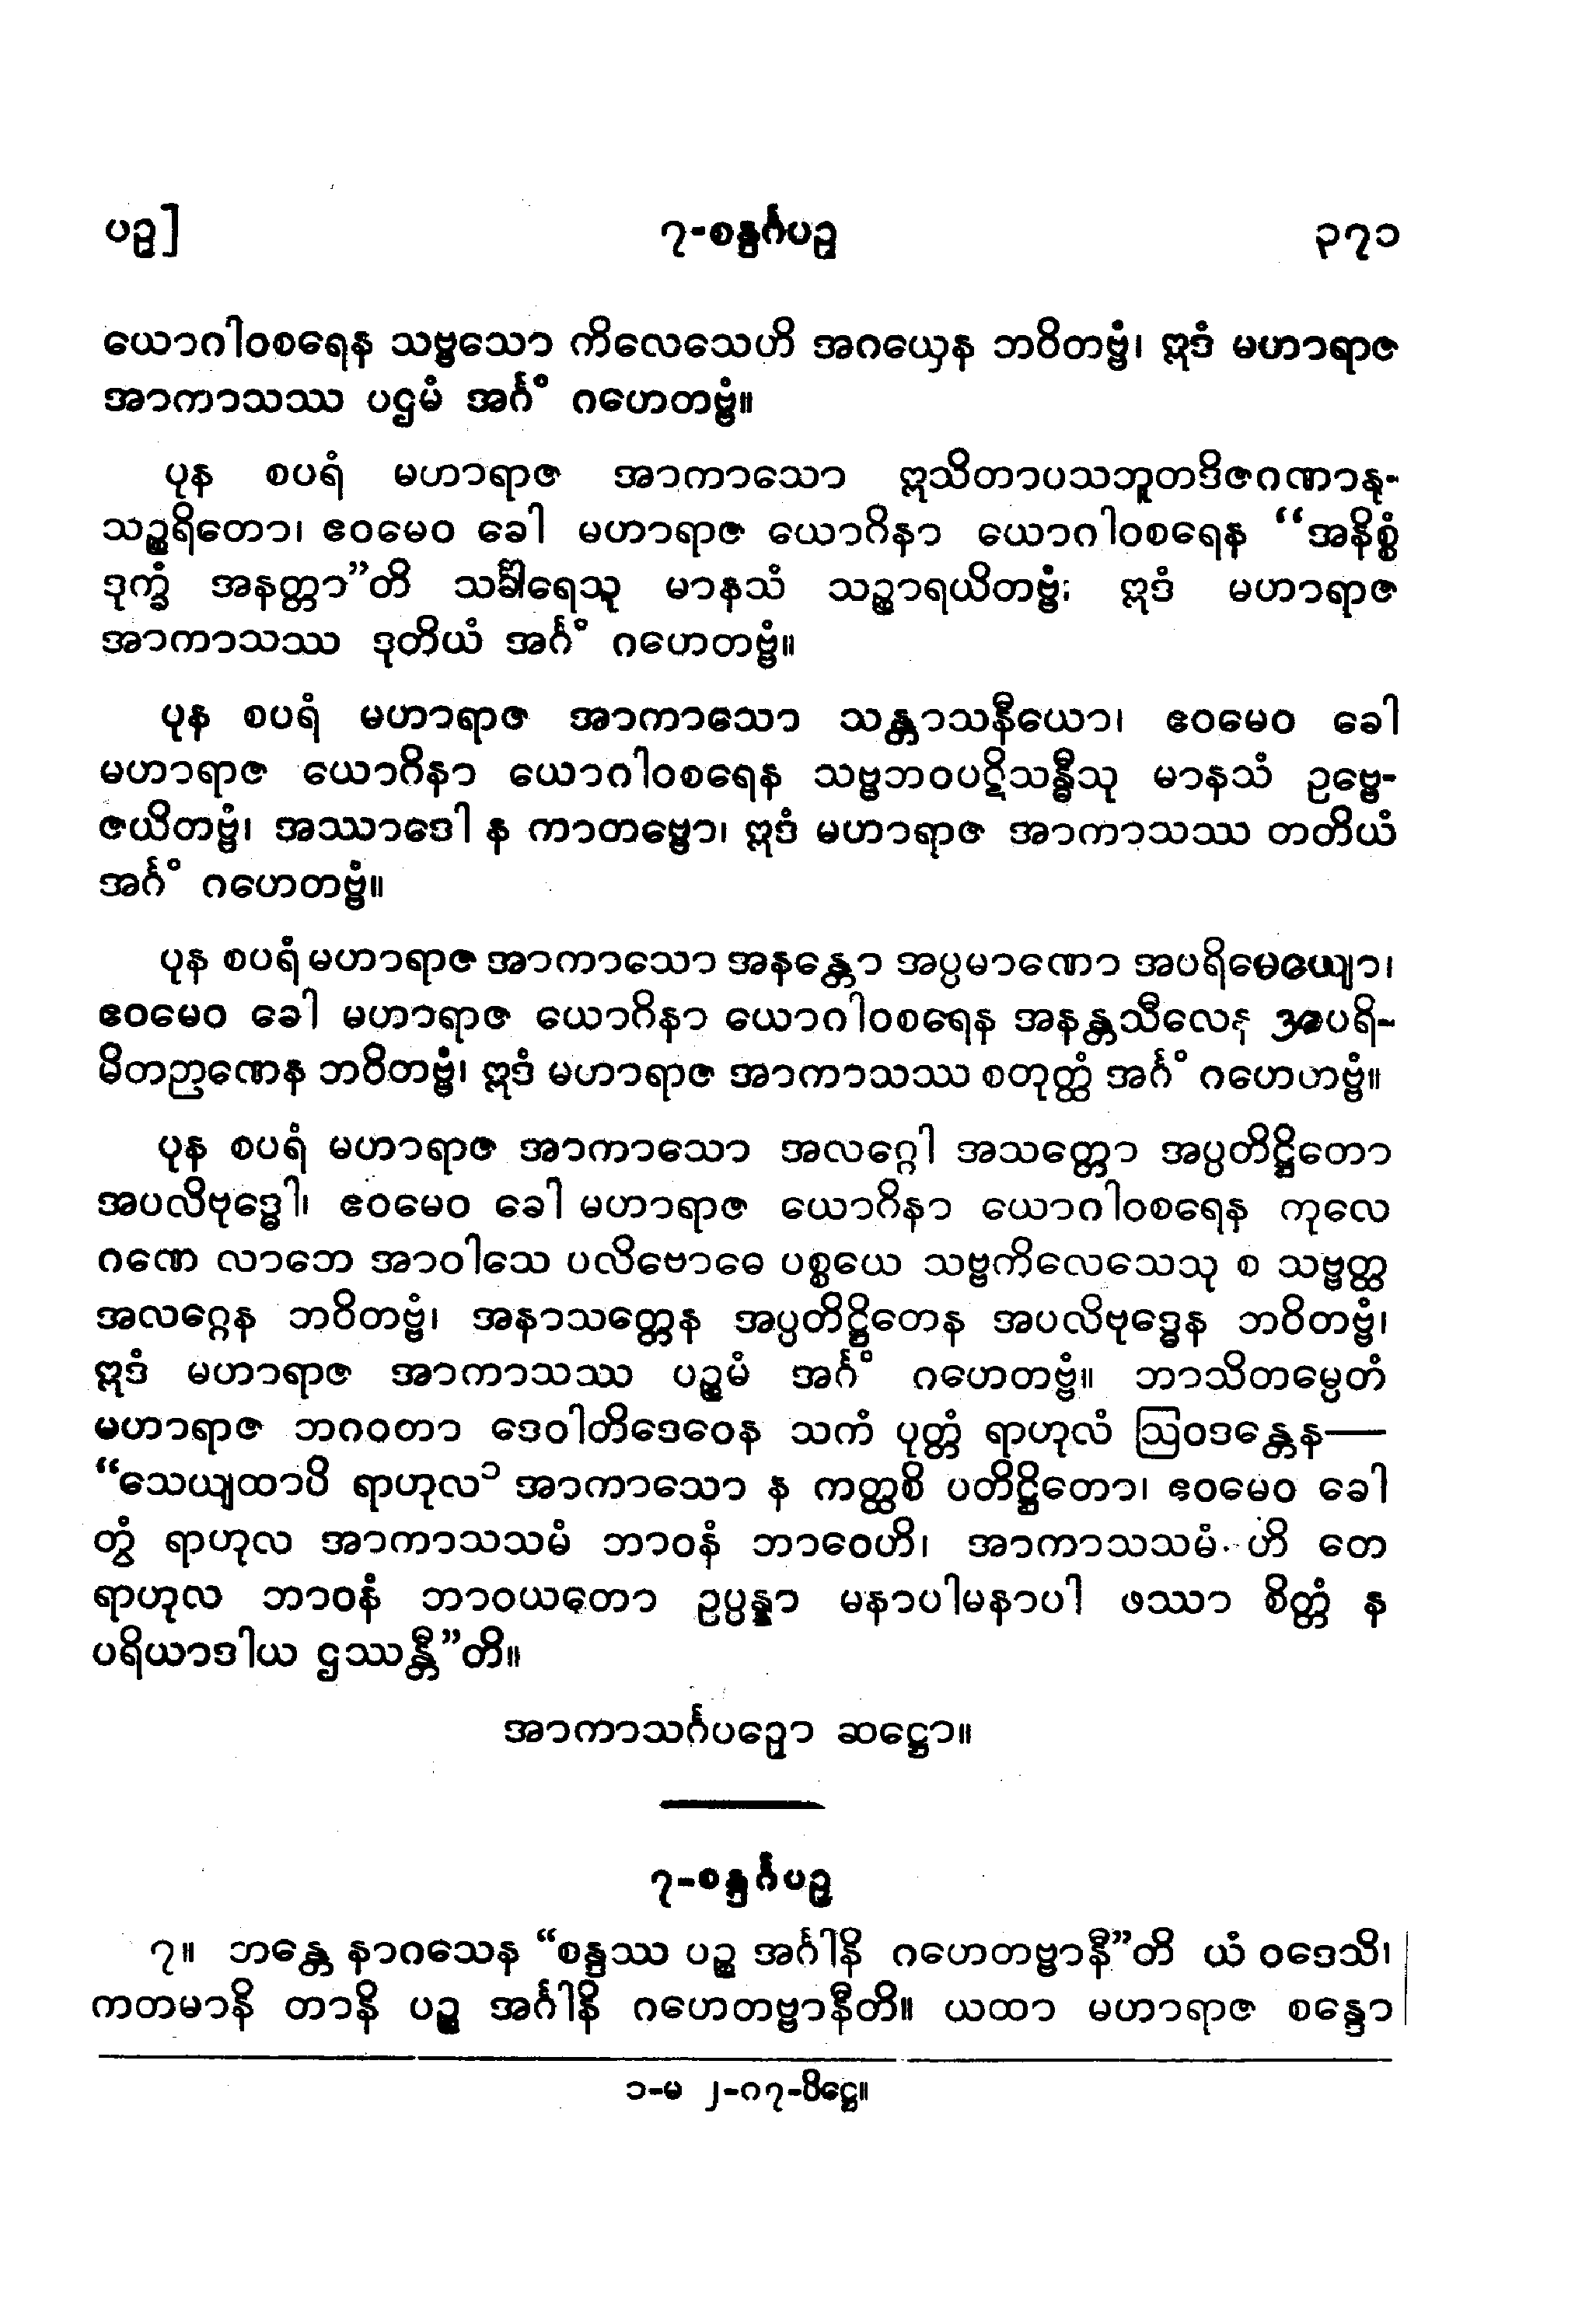 ပဉှ]
၇-စန္ဒင်္ဂပဉှ
၃၇၁
ယောဂါဝစရေန သဗ္ဗသော ကိလေသေဟိ အဂယှေန ဘဝိတဗ္ဗံ၊ ဣဒံ မဟာရာဇ
အာကာသဿ ပဌမံ အင်္ဂံ ဂဟေတဗ္ဗံ။
ပုန စပရံ မဟာရာဇ အာကာသော ဣသိတာပသဘူတဒိဇဂဏာနု-
သဉ္စရိတော၊ ဧဝမေဝ ခေါ မဟာရာဇ ယောဂိနာ ယောဂါဝစရေန “အနိစ္စံ
ဒုက္ခံ အနတ္တာ”တိ သင်္ခါရေသု မာနသံ သဉ္စာရယိတဗ္ဗံ၊ ဣဒံ မဟာရာဇ
အာကာသဿ ဒုတိယံ အင်္ဂံ ဂဟေတဗ္ဗံ။
ပုန စပရံ မဟာရာဇ အာကာသော သန္တာသနီယော၊ ဧဝမေဝ ခေါ
မဟာရာဇ ယောဂိနာ ယောဂါဝစရေန သဗ္ဗဘဝပဋိသန္ဓီသု မာနသံ ဥဗ္ဗေ-
ဇယိတဗ္ဗံ၊ အဿာဒေါ န ကာတဗ္ဗော၊ ဣဒံ မဟာရာဇ အာကာသဿ တတိယံ
အင်္ဂံ ဂဟေတဗ္ဗံ။
ပုန စပရံ မဟာရာဇ အာကာသော အနန္တော အပ္ပမာဏော အပရိမေယျော၊
ဧဝမေဝ ခေါ မဟာရာဇ ယောဂိနာ ယောဂါဝစရေန အနန္တသီလေန အပရိ-
မိတဉာဏေန ဘဝိတဗ္ဗံ၊ ဣဒံ မဟာရာဇ အာကာသဿ စတုတ္ထံ အင်္ဂံ ဂဟေတဗ္ဗံ။
ပုန စပရံ မဟာရာဇ အာကာသော အလဂ္ဂေါ အသတ္တော အပ္ပတိဋ္ဌိတော
အပလိဗုဒ္ဓေါ၊ ဧဝမေဝ ခေါ မဟာရာဇ ယောဂိနာ ယောဂါဝစရေန ကုလေ
ဂဏေ လာဘေ အာဝါသေ ပလိဗောဓေ ပစ္စယေ သဗ္ဗကိလေသေသု စ သဗ္ဗတ္ထ
အလဂ္ဂေန ဘဝိတဗ္ဗံ၊ အနာသတ္တေန အပ္ပတိဋ္ဌိတေန အပလိဗုဒ္ဓေန ဘဝိတဗ္ဗံ၊
ဣဒံ မဟာရာဇ အာကာသဿ ပဉ္စမံ အင်္ဂံ ဂဟေတဗ္ဗံ။ ဘာသိတမ္ပေတံ
မဟာရာဇ ဘဂဝတာ ဒေဝါတိဒေဝေန သကံ ပုတ္တံ ရာဟုလံ ဩဝဒန္တေန—
“သေယျထာပိ ရာဟုလ၁ အာကာသော န ကတ္ထစိ ပတိဋ္ဌိတော၊ ဧဝမေဝ ခေါ
တွံ ရာဟုလ အာကာသသမံ ဘာဝနံ ဘာဝေဟိ၊ အာကာသသမံ ဟိ တေ
ရာဟုလ ဘာဝနံ ဘာဝယတော ဥပ္ပန္နာ မနာပါမနာပါ ဖဿာ စိတ္တံ န
ပရိယာဒါယ ဌဿန္တီ”တိ။
အာကာသင်္ဂပဉှော ဆဋ္ဌော။
၇-စန္ဒင်္ဂပဉှ
၇။ ဘန္တေ နာဂသေန “စန္ဒဿ ပဉ္စ အင်္ဂါနိ ဂဟေတဗ္ဗာနီ”တိ ယံ ဝဒေသိ၊
ကတမာနိ တာနိ ပဉ္စ အင်္ဂါနိ ဂဟေတဗ္ဗာနီတိ။ ယထာ မဟာရာဇ စန္ဒော
၁-မ ၂-၈၇-ပိဋ္ဌေ။